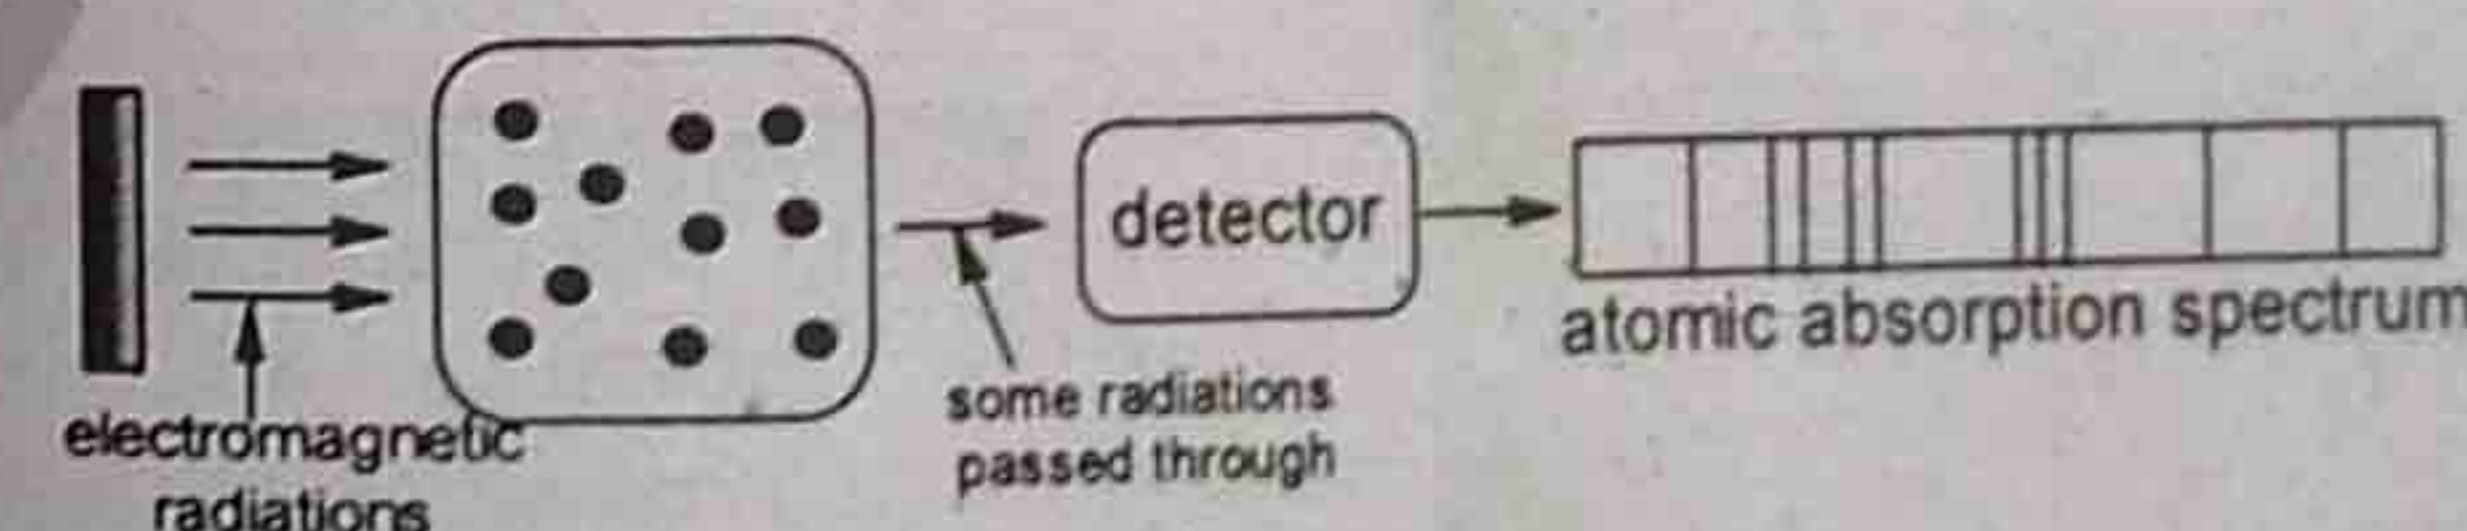 detector
atomic absorption spectrum
some radiations
passed through
electromagnetic
radiations